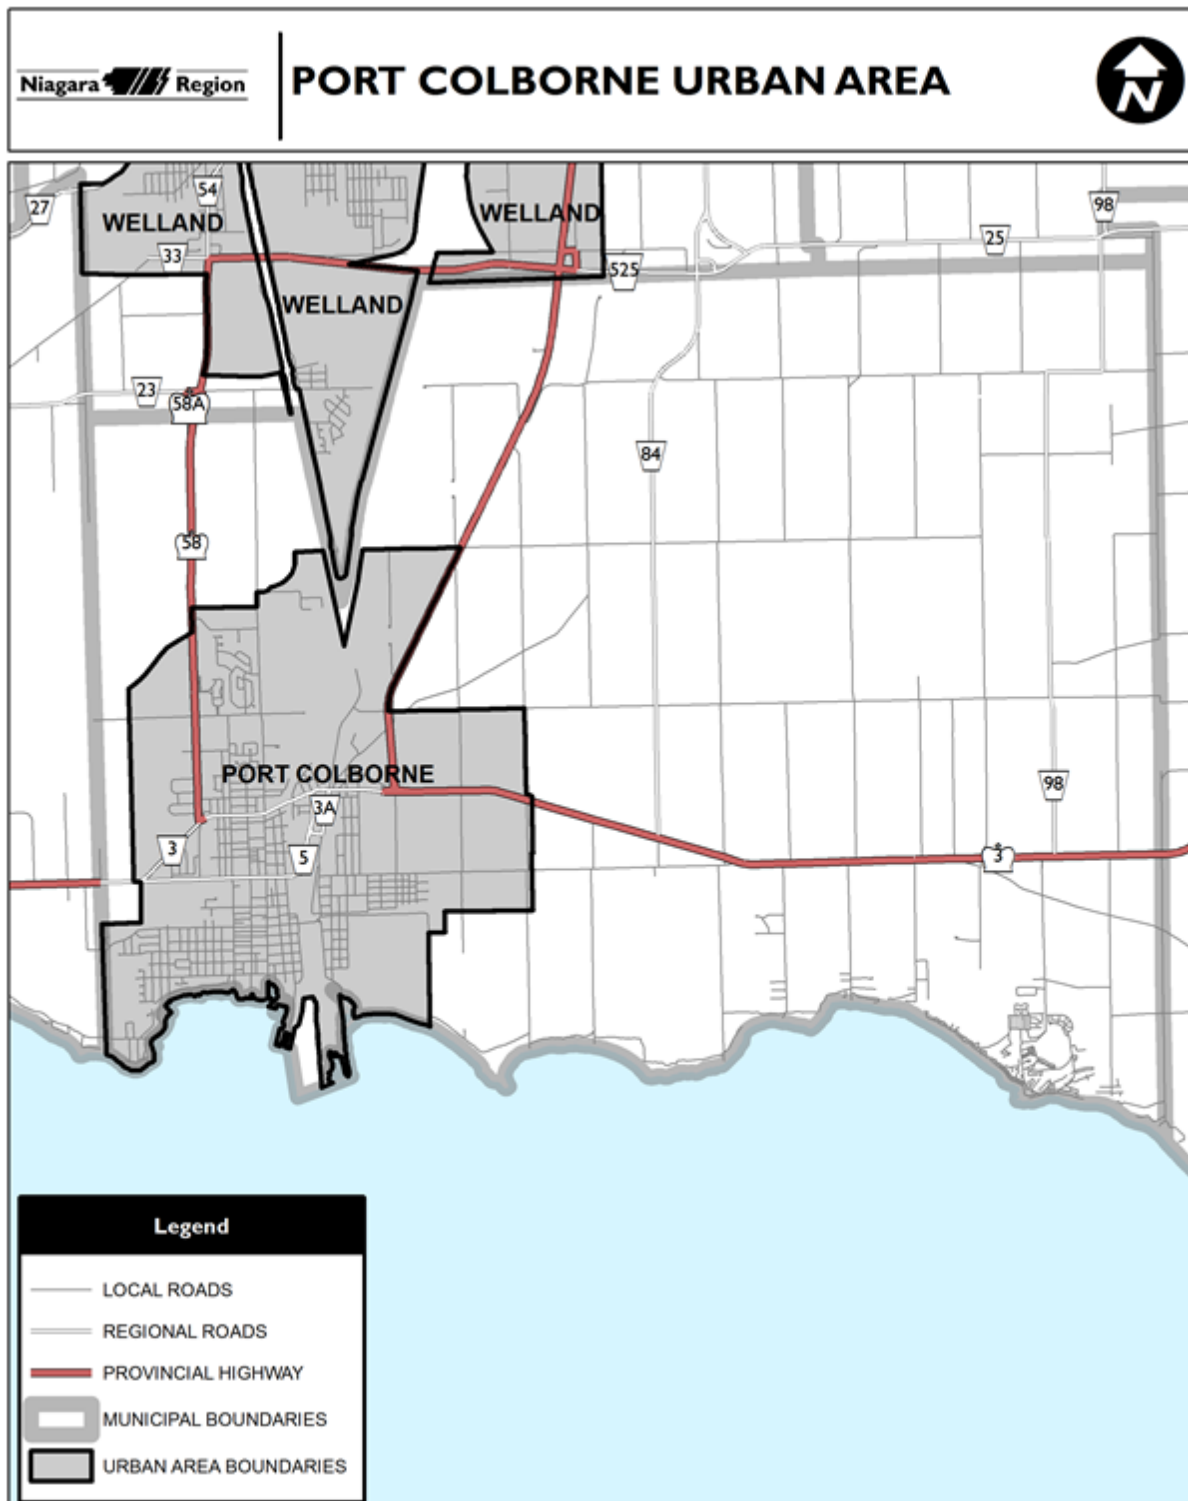 Niagara Region
PORT COLBORNE URBAN AREA
N
54
98
27
WELLAND
WELLAND
25
33
525
WELLAND
23
58A
84
58
PORT COLBORNE
98
3A
3
5
3
Legend
LOCAL ROADS
REGIONAL ROADS
PROVINCIAL HIGHWAY
MUNICIPAL BOUNDARIES
URBAN AREA BOUNDARIES